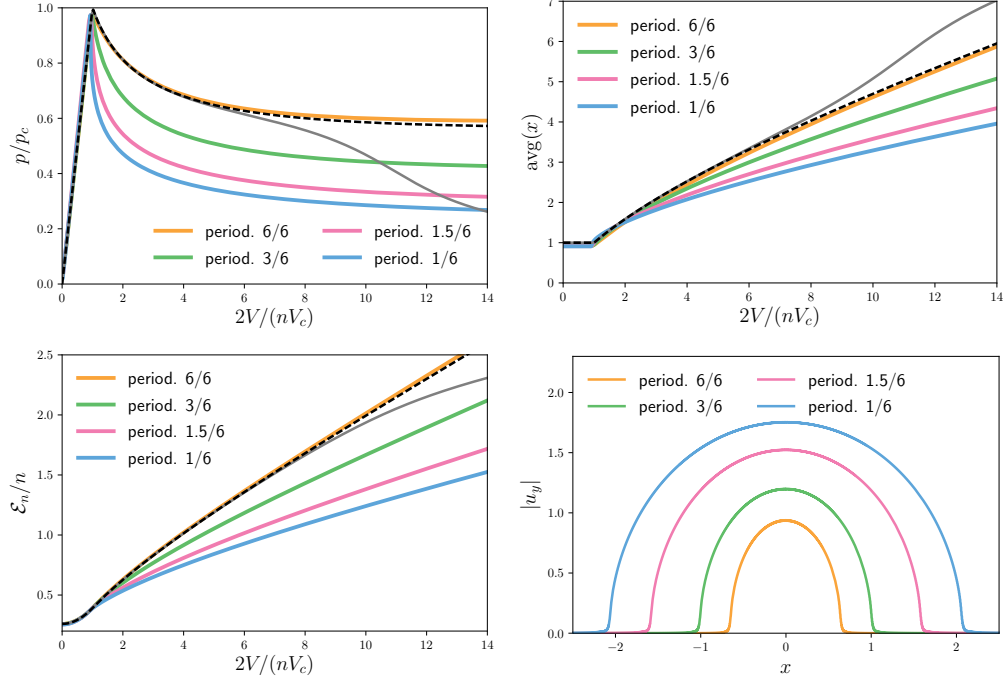 1.0
0.8
0.6
0.4
0.2
0.0
p/p_c
0 2 4 6 8 10 12 14
2V/(nV_c)
period. 6/6
period. 3/6
period. 1.5/6
period. 1/6
7
6
5
4
3
2
1
0
avg(x)
0 2 4 6 8 10 12 14
2V/(nV_c)
period. 6/6
period. 3/6
period. 1.5/6
period. 1/6
2.5
2.0
1.5
1.0
0.5
ℰ_n/n
0 2 4 6 8 10 12 14
2V/(nV_c)
period. 6/6
period. 3/6
period. 1.5/6
period. 1/6
2.0
1.5
1.0
0.5
0.0
|u_y|
−2 −1 0 1 2
x
period. 6/6
period. 3/6
period. 1.5/6
period. 1/6